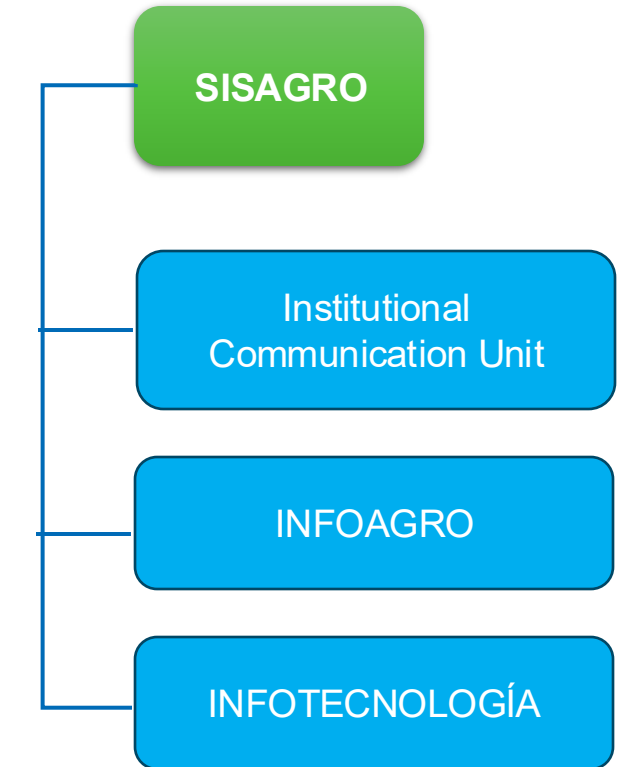 SISAGRO
Institutional
Communication Unit
INFOAGRO
INFOTECNOLOGÍA